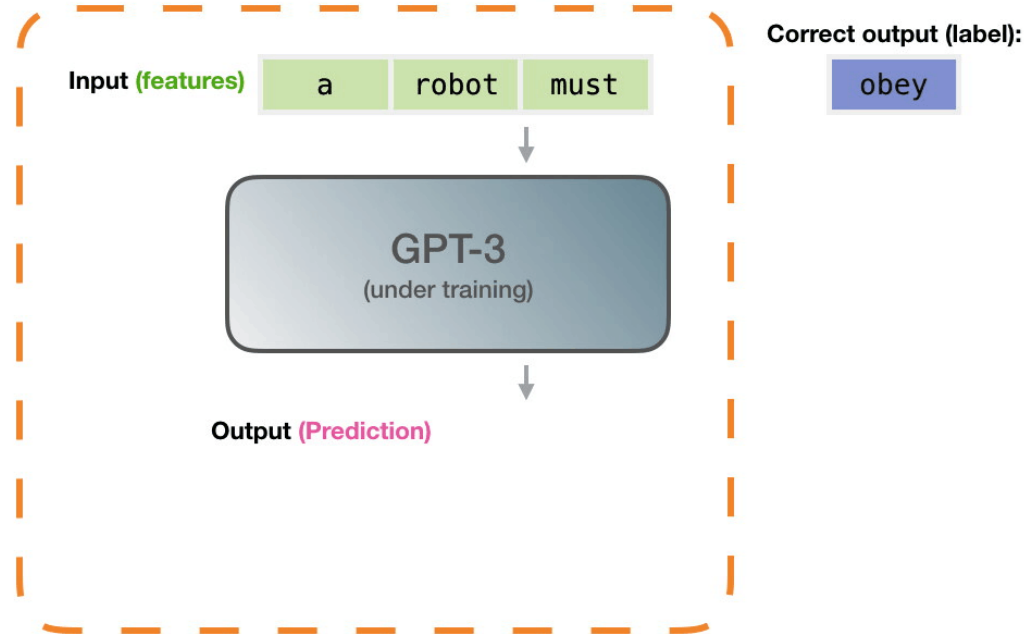 Correct output (label):
Input (features) a robot must
obey
GPT-3
(under training)
Output (Prediction)